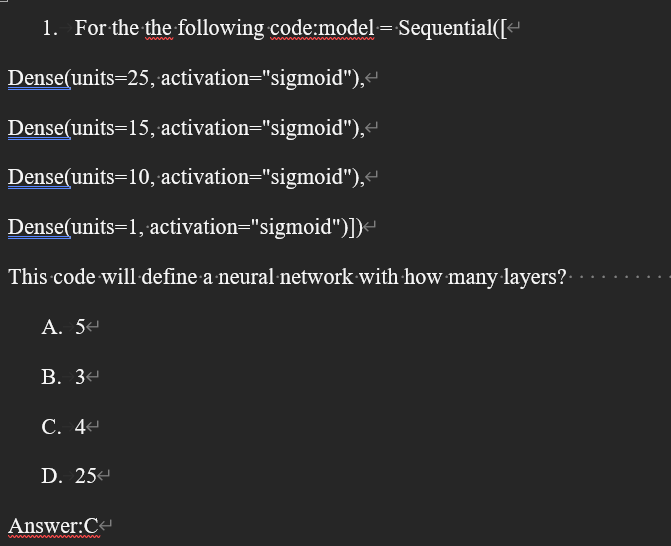 1. For the the following code:model = Sequential([
Dense(units=25, activation="sigmoid"),
Dense(units=15, activation="sigmoid"),
Dense(units=10, activation="sigmoid"),
Dense(units=1, activation="sigmoid")])
This code will define a neural network with how many layers?
A. 5
B. 3
C. 4
D. 25
Answer:C